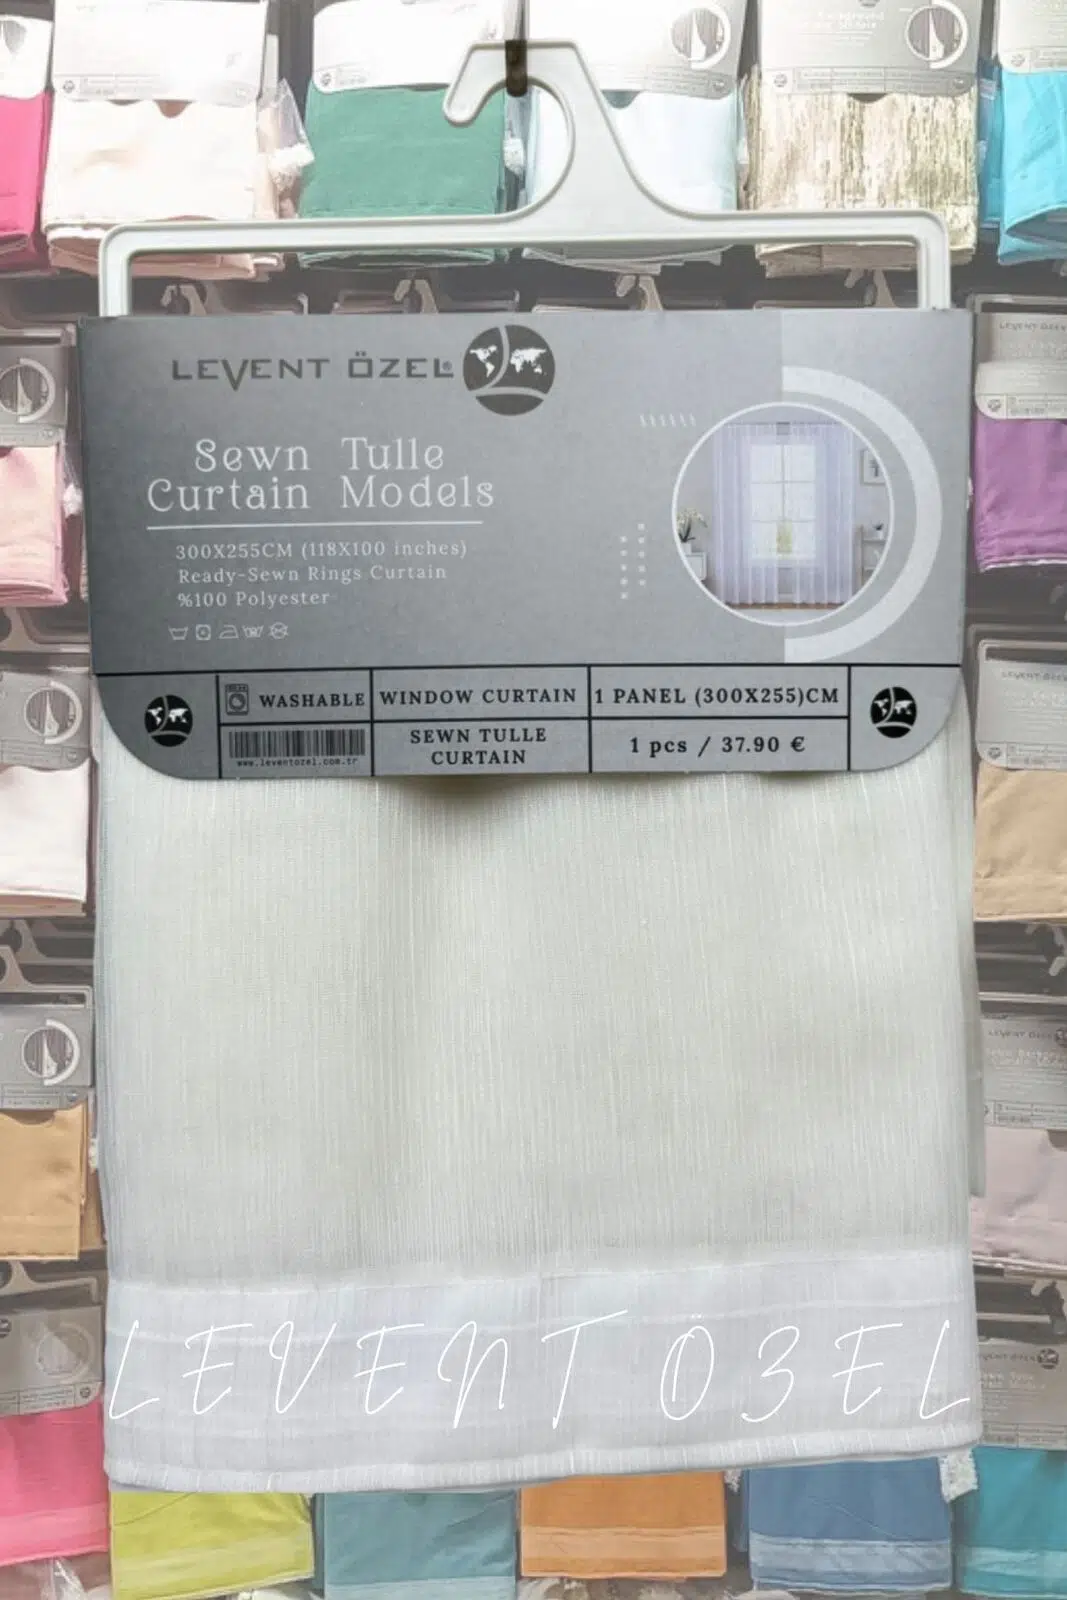 LEVENT ÖZEL
Sewn Tulle
Curtain Models
300X255CM (118X100 inches)
Ready-Sewn Rings Curtain
%100 Polyester
WASHABLE
WINDOW CURTAIN
1 PANEL (300X255)CM
www.leventozel.com.tr
SEWN TULLE
CURTAIN
1 pcs / 37.90 €
LEVENT ÖZEL